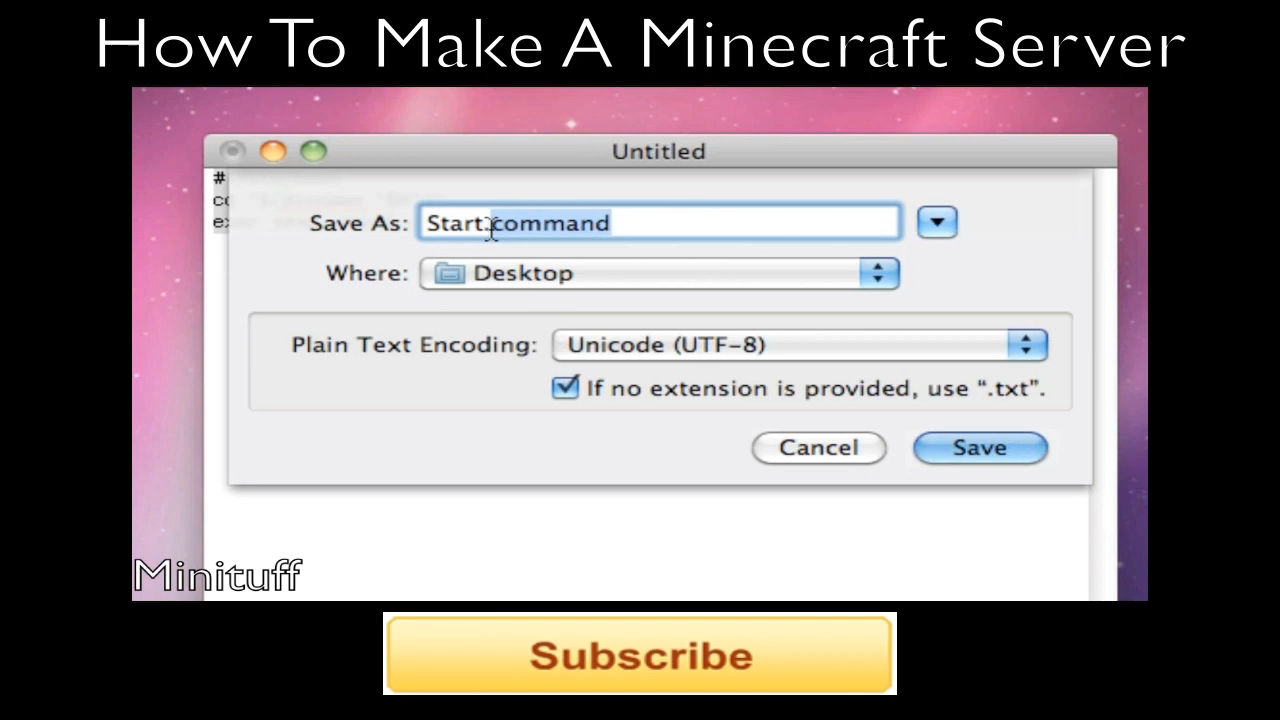 How To Make A Minecraft Server
Untitled
#
Save As: Start.command
Where: Desktop
Plain Text Encoding: Unicode (UTF-8)
If no extension is provided, use “.txt”.
Cancel Save
Minituff
Subscribe